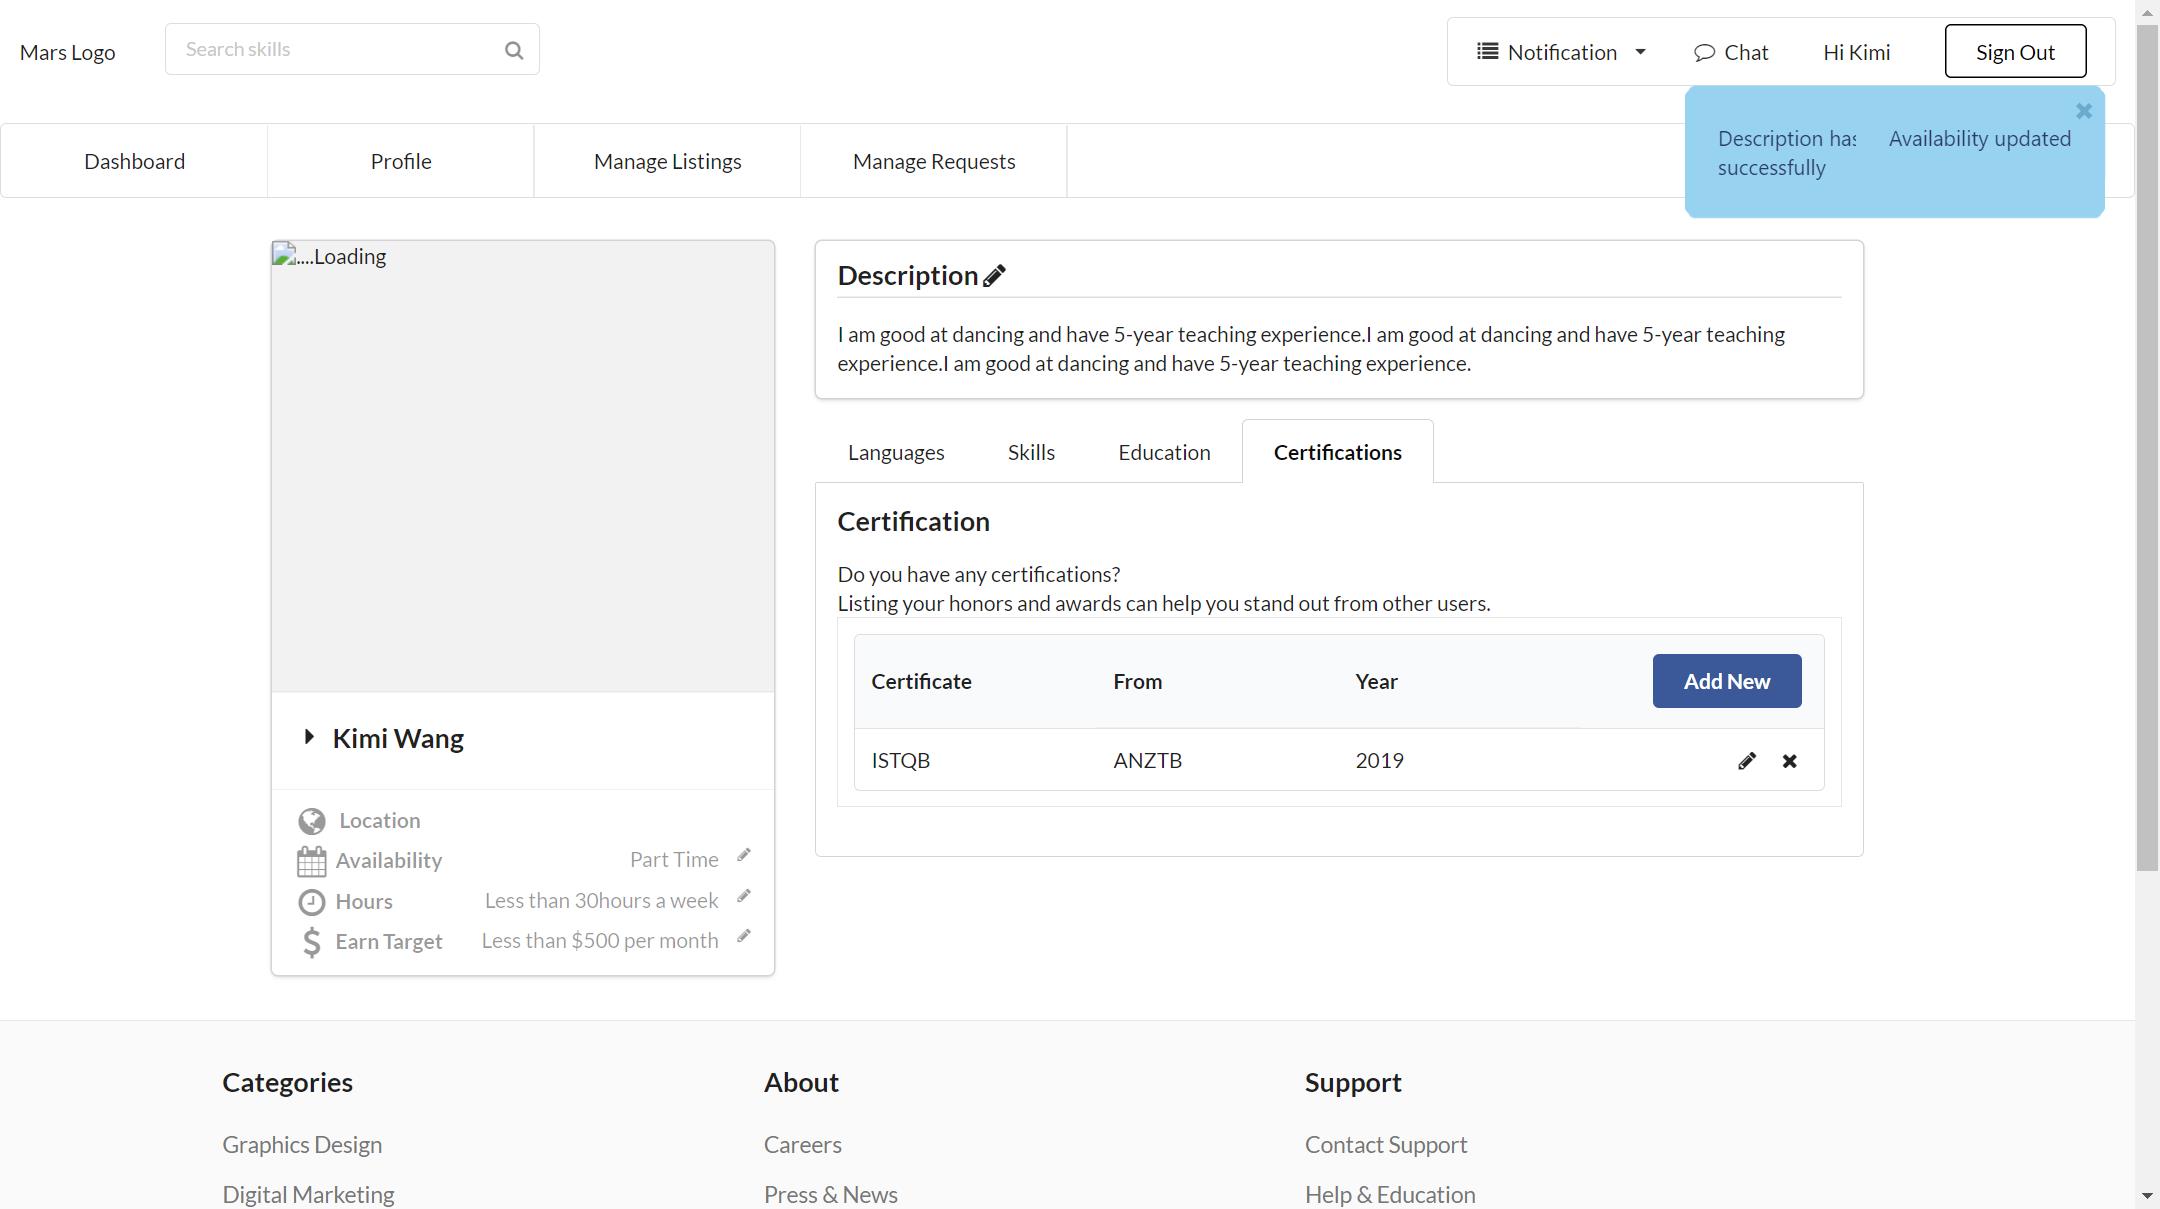 Mars Logo
Search skills
Notification
Chat
Hi Kimi
Sign Out
Description has
successfully
Availability updated
Dashboard
Profile
Manage Listings
Manage Requests
....Loading
Kimi Wang
Location
Availability
Part Time
Hours
Less than 30hours a week
Earn Target
Less than $500 per month
Description
I am good at dancing and have 5-year teaching experience.I am good at dancing and have 5-year teaching
experience.I am good at dancing and have 5-year teaching experience.
Languages
Skills
Education
Certifications
Certification
Do you have any certifications?
Listing your honors and awards can help you stand out from other users.
Certificate
From
Year
Add New
ISTQB
ANZTB
2019
Categories
Graphics Design
Digital Marketing
About
Careers
Press & News
Support
Contact Support
Help & Education